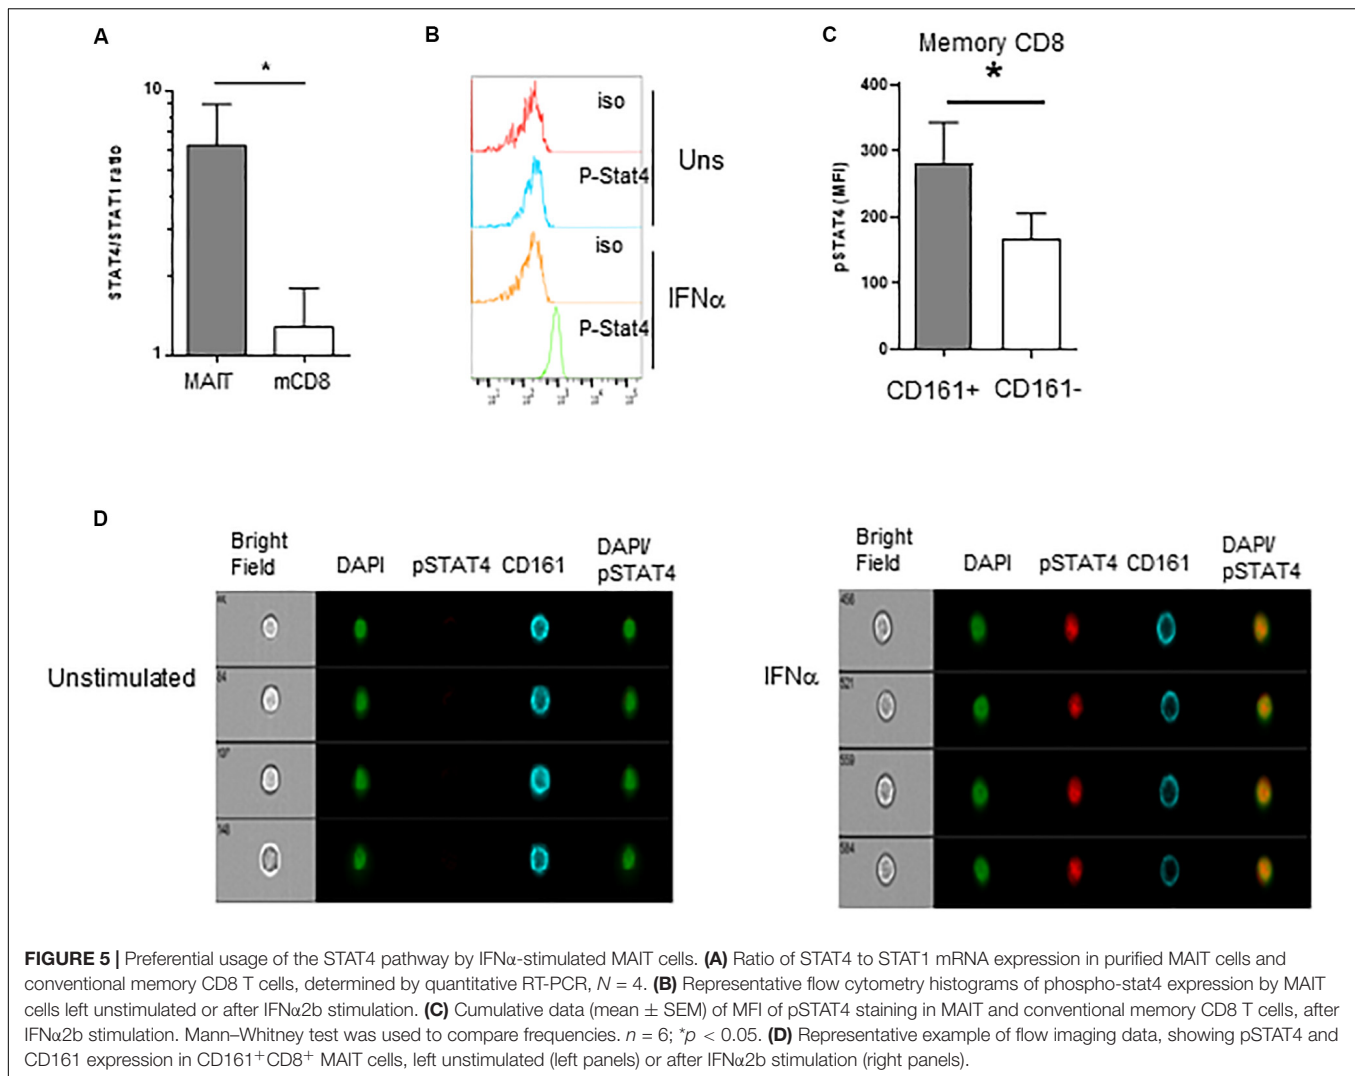 A
*
10
STAT4/STAT1 ratio
1
MAIT mCD8
B
iso
P-Stat4
Uns
iso
P-Stat4
IFNα
C
Memory CD8
*
400
300
200
100
0
pSTAT4 (MFI)
CD161+ CD161-
D
Bright
Field
DAPI
pSTAT4
CD161
DAPI/
pSTAT4
Unstimulated
Bright
Field
DAPI
pSTAT4
CD161
DAPI/
pSTAT4
IFNα
456
521
559
584
FIGURE 5 | Preferential usage of the STAT4 pathway by IFNα-stimulated MAIT cells. (A) Ratio of STAT4 to STAT1 mRNA expression in purified MAIT cells and
conventional memory CD8 T cells, determined by quantitative RT-PCR, N = 4. (B) Representative flow cytometry histograms of phospho-stat4 expression by MAIT
cells left unstimulated or after IFNα2b stimulation. (C) Cumulative data (mean ± SEM) of MFI of pSTAT4 staining in MAIT and conventional memory CD8 T cells, after
IFNα2b stimulation. Mann–Whitney test was used to compare frequencies. n = 6; *p < 0.05. (D) Representative example of flow imaging data, showing pSTAT4 and
CD161 expression in CD161+CD8+ MAIT cells, left unstimulated (left panels) or after IFNα2b stimulation (right panels).